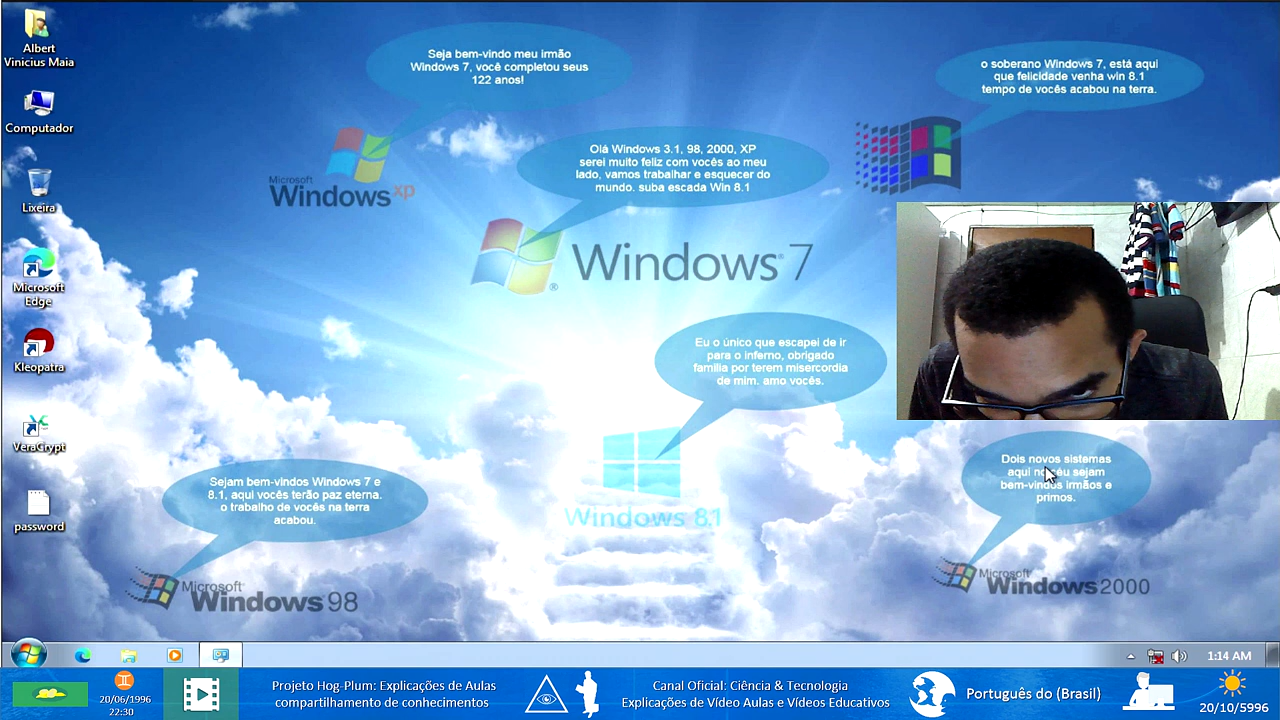 Albert
Vinicius Maia
Computador
Lixeira
Microsoft
Edge
Kleopatra
VeraCrypt
password
Seja bem-vindo meu irmão
Windows 7, você completou seus
122 anos!
o soberano Windows 7, está aqui
que felicidade venha win 8.1
tempo de vocês acabou na terra.
Microsoft
Windows xp
Olá Windows 3.1, 98, 2000, XP
serei muito feliz com vocês ao meu
lado, vamos trabalhar e esquecer do
mundo. suba escada Win 8.1
Windows® 7
Eu o único que escapei de ir
para o inferno, obrigado
família por terem misercordia
de mim. amo vocês.
Windows 8.1
Sejam bem-vindos Windows 7 e
8.1, aqui vocês terão paz eterna.
o trabalho de vocês na terra
acabou.
Microsoft®
Windows 98
Dois novos sistemas
aqui no céu sejam
bem-vindos irmãos e
primos.
Microsoft®
Windows 2000
1:14 AM
20/06/1996
22:30
Projeto Hog-Plum: Explicações de Aulas
compartilhamento de conhecimentos
Canal Oficial: Ciência & Tecnologia
Explicações de Vídeo Aulas e Vídeos Educativos
Português do (Brasil)
20/10/5996